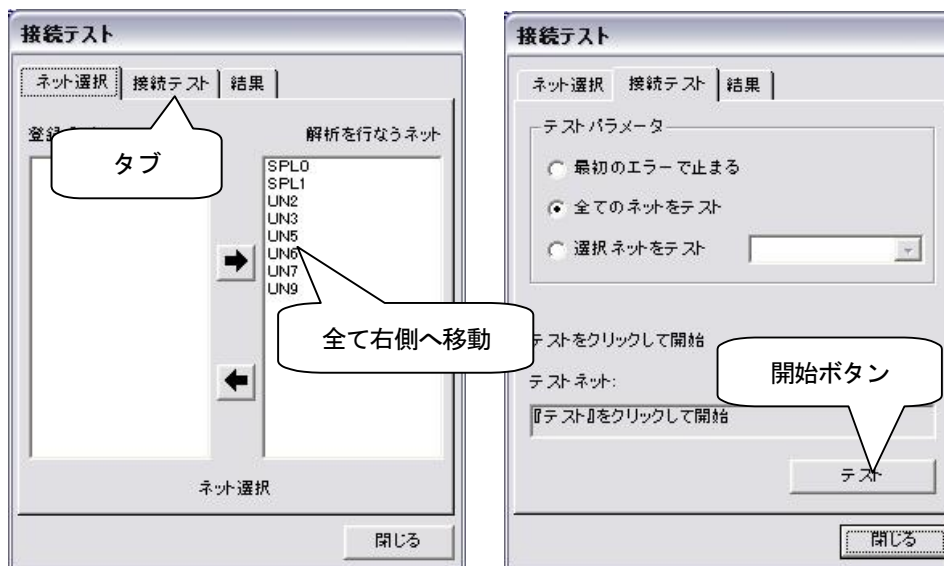 接続テスト
ネット選択 接続テスト 結果
登録
解析を行なうネット
タブ
SPL0
SPL1
UN2
UN3
UN5
UN6
UN7
UN9
全て右側へ移動
ネット選択
閉じる
接続テスト
ネット選択 接続テスト 結果
テストパラメータ
最初のエラーで止まる
全てのネットをテスト
選択ネットをテスト
テストをクリックして開始
開始ボタン
テストネット:
『テスト』をクリックして開始
テスト
閉じる